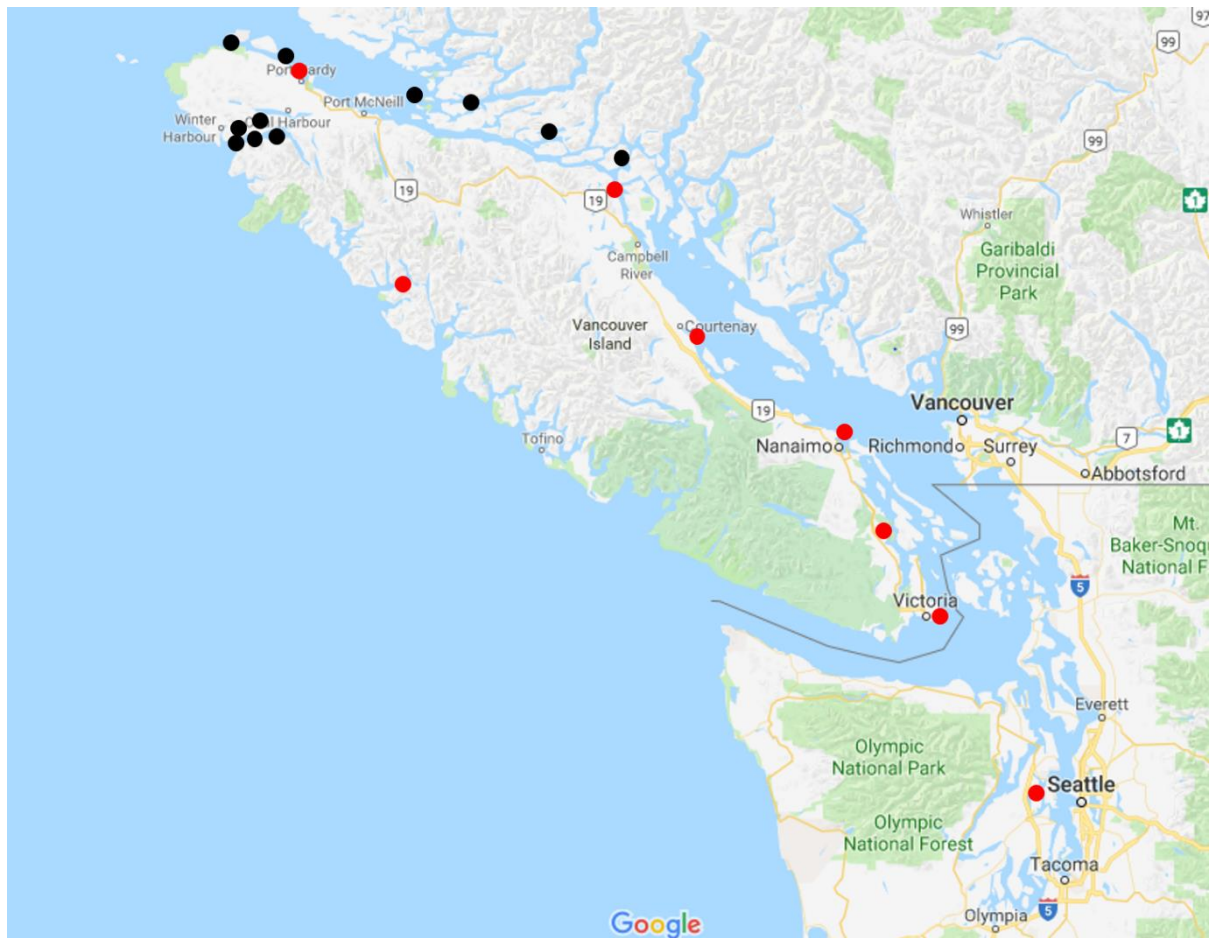 97
99
Port Hardy
Port McNeill
Coal Harbour
Winter
Harbour
99
19
19
1
Whistler
Campbell
River
Garibaldi
Provincial
Park
Vancouver
Island
Courtenay
99
Vancouver
19
Tofino
Nanaimo
Richmond
Surrey
7
1
Abbotsford
Mt.
Baker-Snoqu
National F
5
Victoria
Everett
Olympic
National Park
Seattle
Olympic
National Forest
Tacoma
Olympia
5
Google